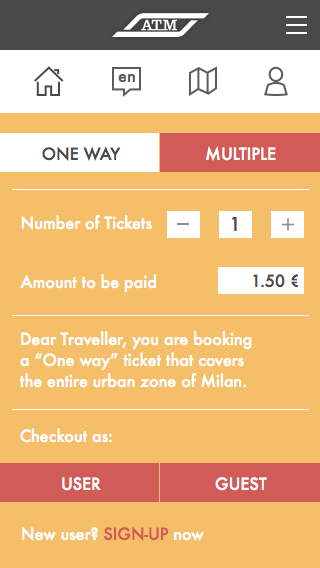 ATM
en
ONE WAY
MULTIPLE
Number of Tickets − 1 +
Amount to be paid 1.50 €
Dear Traveller, you are booking
a “One way” ticket that covers
the entire urban zone of Milan.
Checkout as:
USER
GUEST
New user? SIGN-UP now